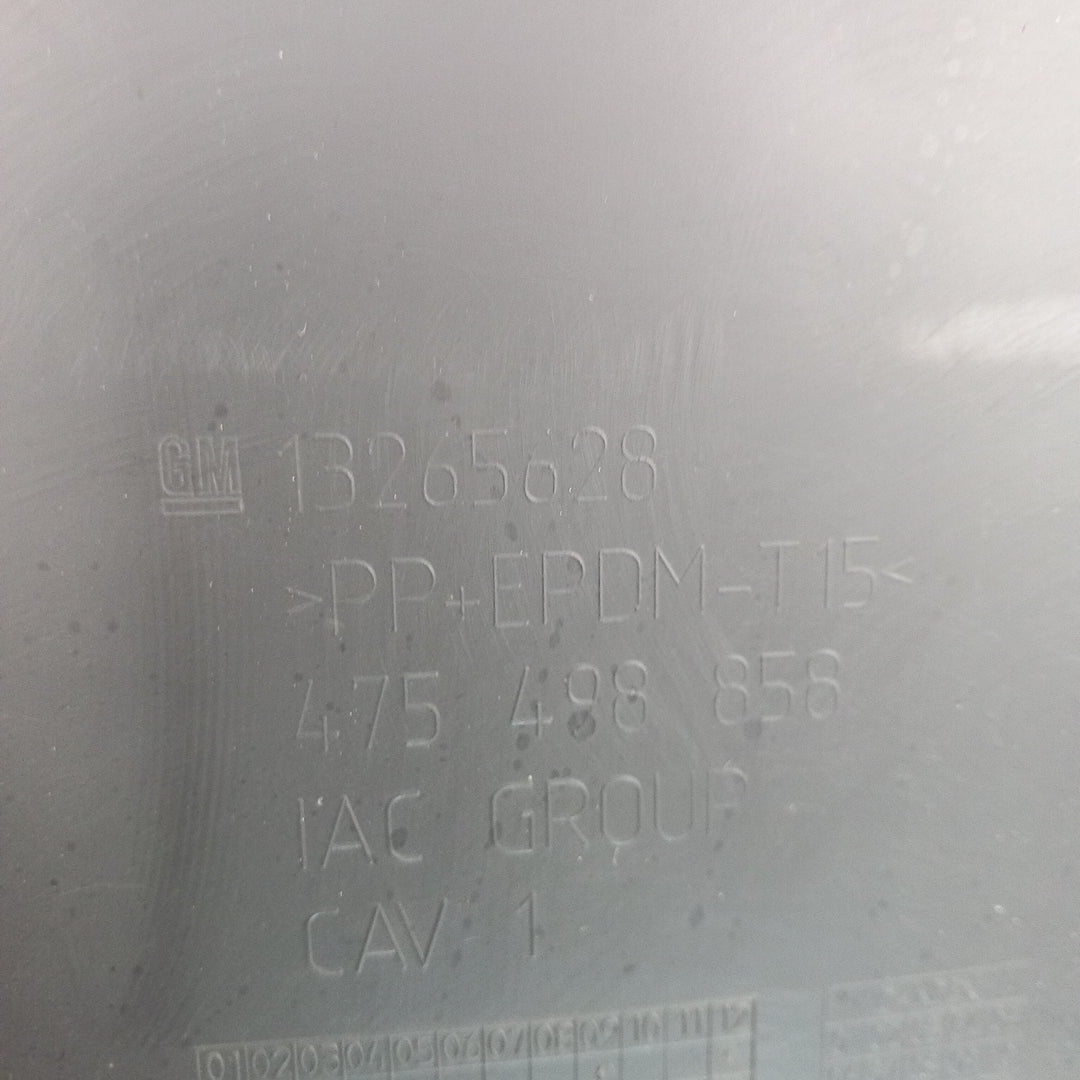 GM 13265628
>PP+EPDM-T15<
475 498 858
IAC GROUP
CAV 1
01 02 03 04 05 06 07 08 09 10 11 12